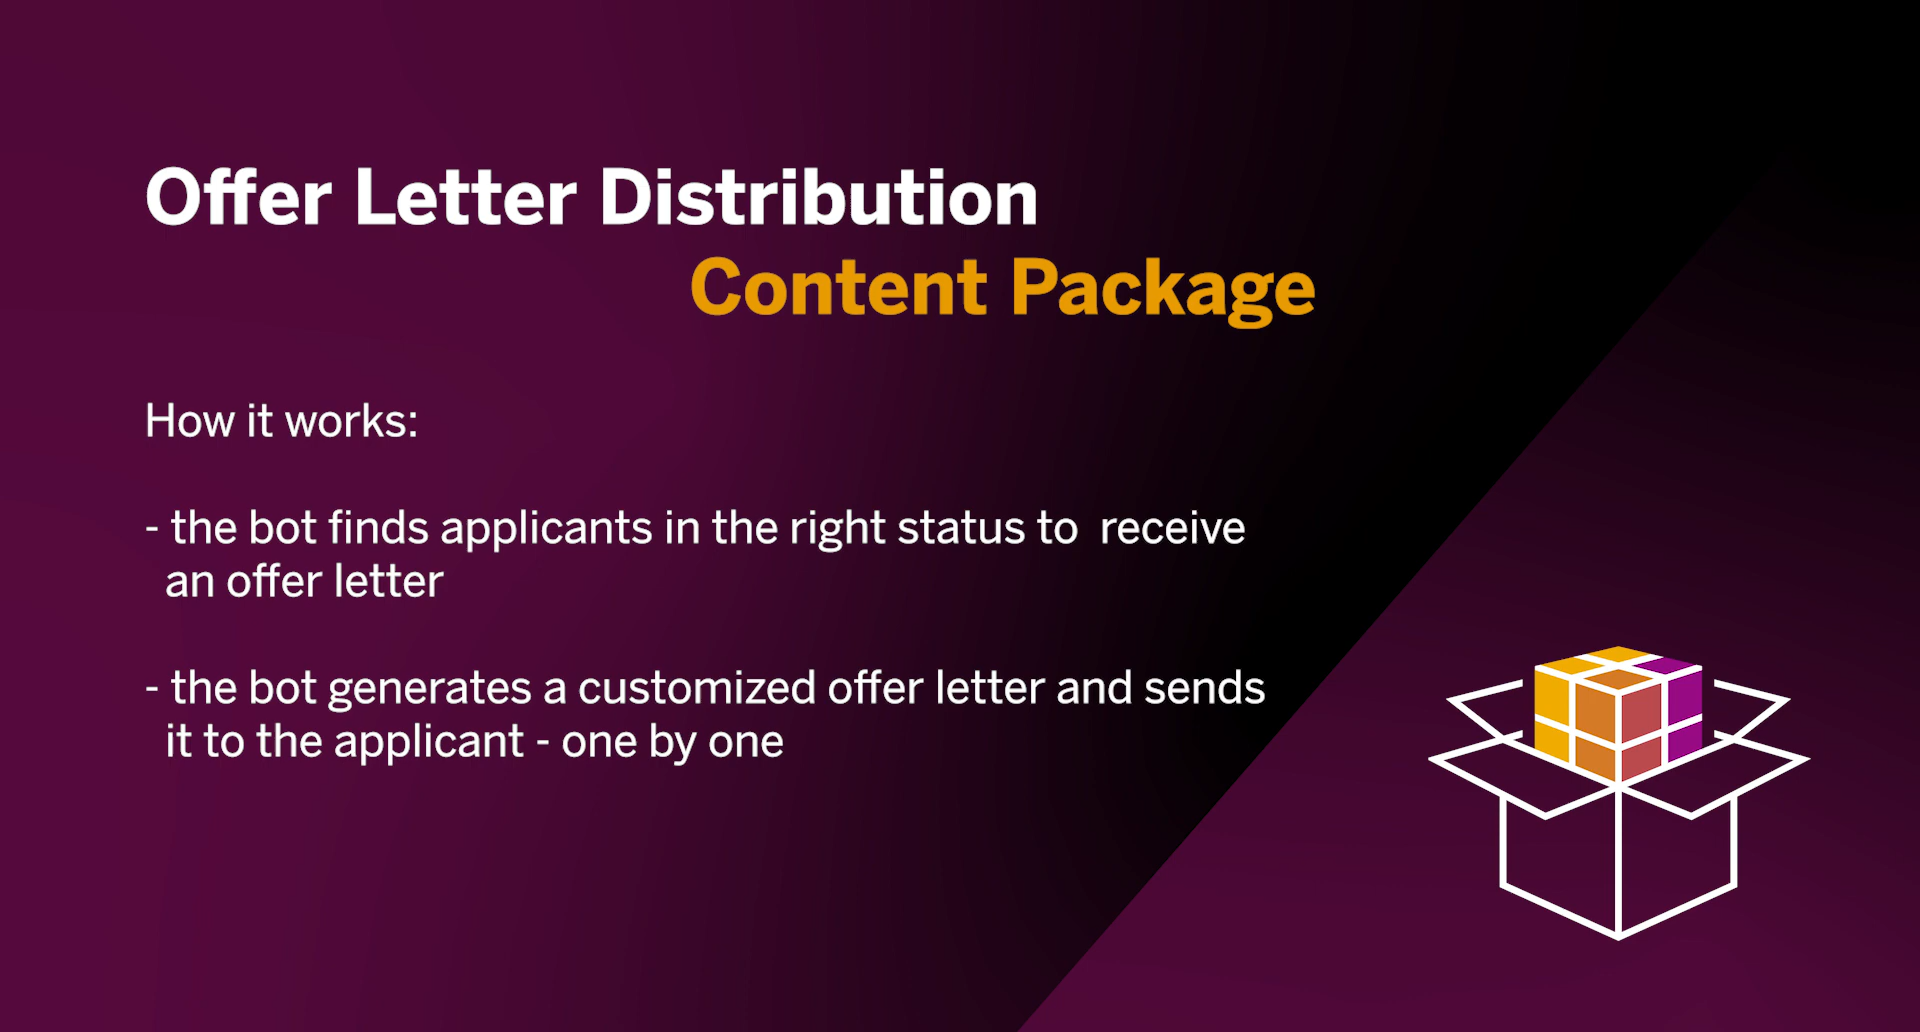 Offer Letter Distribution
Content Package
How it works:
- the bot finds applicants in the right status to  receive
an offer letter
- the bot generates a customized offer letter and sends
it to the applicant - one by one